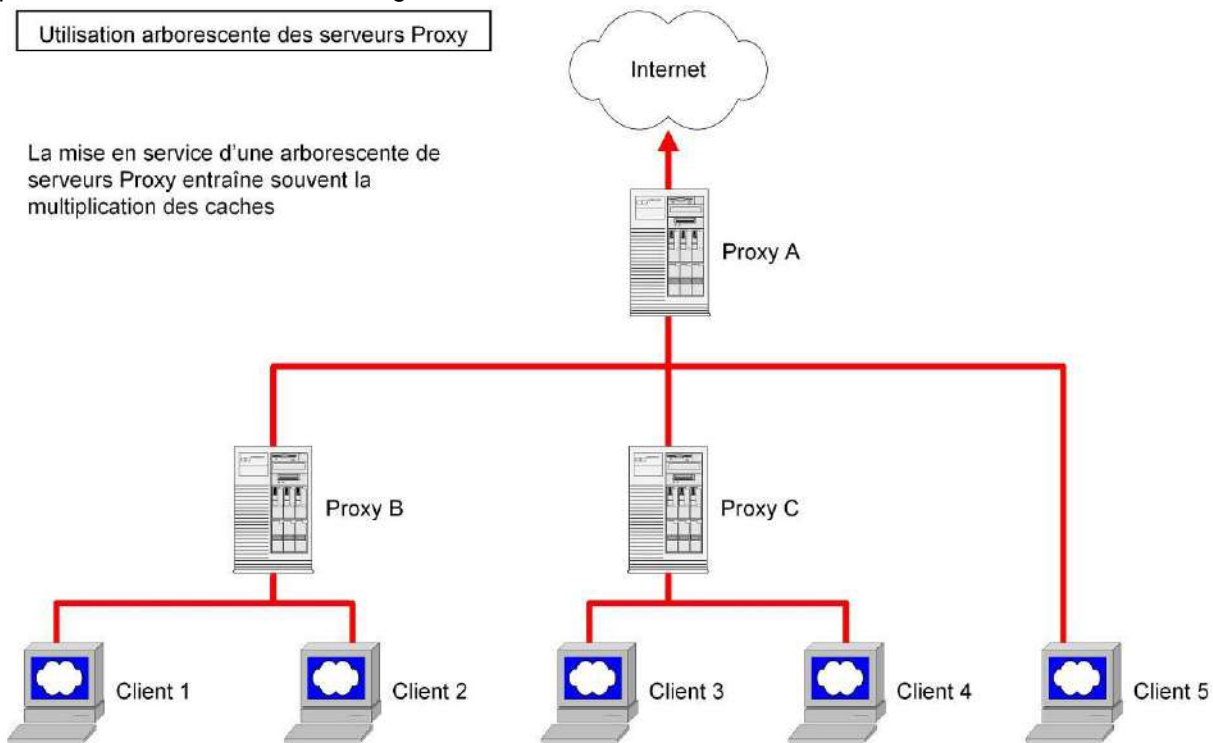 Utilisation arborescente des serveurs Proxy
Internet
La mise en service d'une arborescente de
serveurs Proxy entraîne souvent la
multiplication des caches
Proxy A
Proxy B
Proxy C
Client 1
Client 2
Client 3
Client 4
Client 5